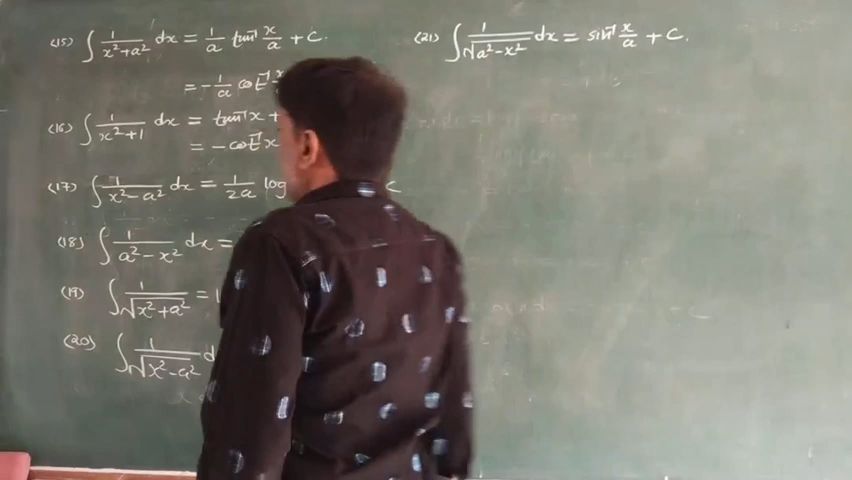 (15) ∫ 1/(x²+a²) dx = 1/a tan⁻¹ x/a + C.
= -1/a cot⁻¹
(16) ∫ 1/(x²+1) dx = tan⁻¹x +
= -cot⁻¹x
(17) ∫ 1/(x²-a²) dx = 1/2a log C
(18) ∫ 1/(a²-x²) dx =
(19) ∫ 1/√(x²+a²) =
(20) ∫ 1/√(x²-a²) d
(21) ∫ 1/√(a²-x²) dx = sin⁻¹ x/a + C.